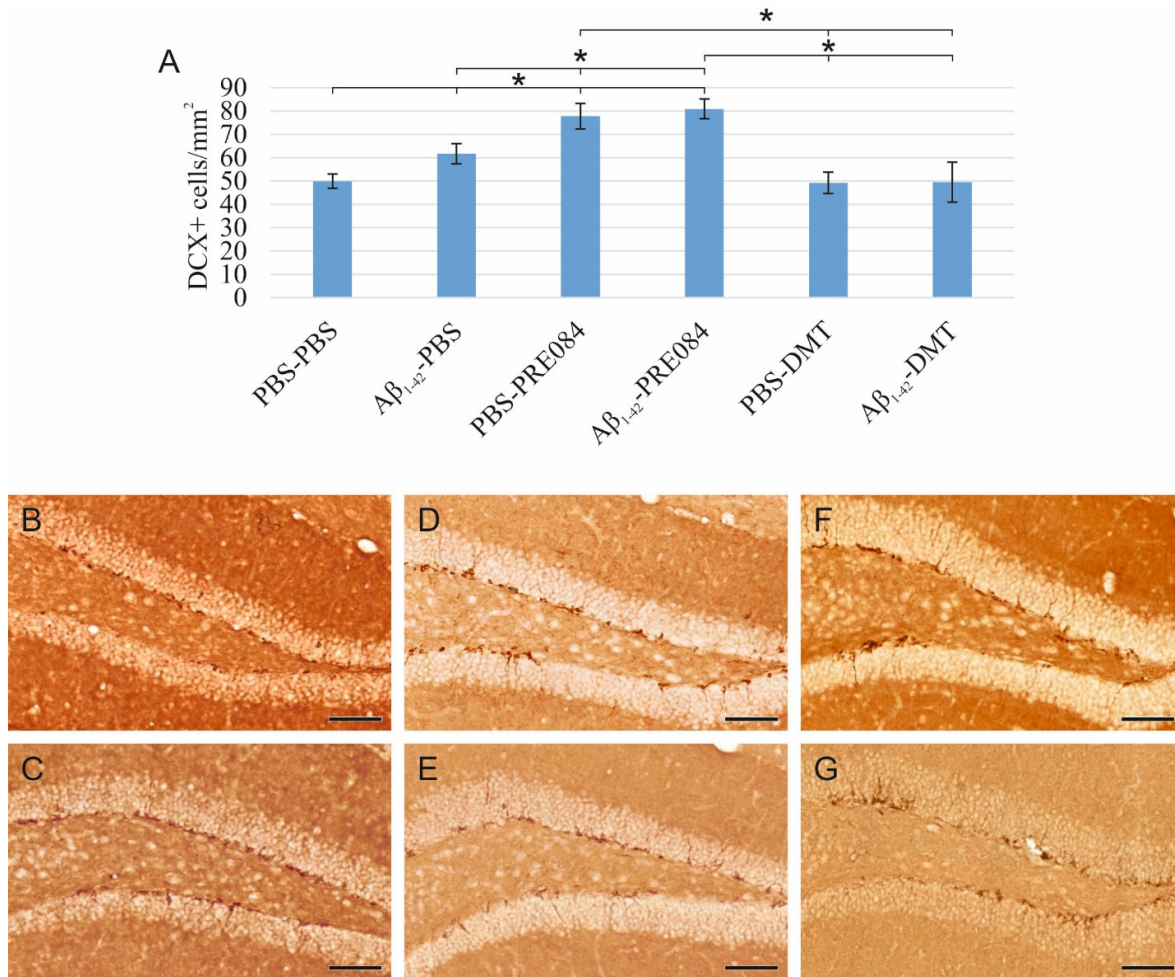 *
*
A
*
*
90
80
70
60
50
40
30
20
10
0
DCX+ cells/mm²
PBS-PBS
Aβ₁₋₄₂-PBS
PBS-PRE084
Aβ₁₋₄₂-PRE084
PBS-DMT
Aβ₁₋₄₂-DMT
B
D
F
C
E
G